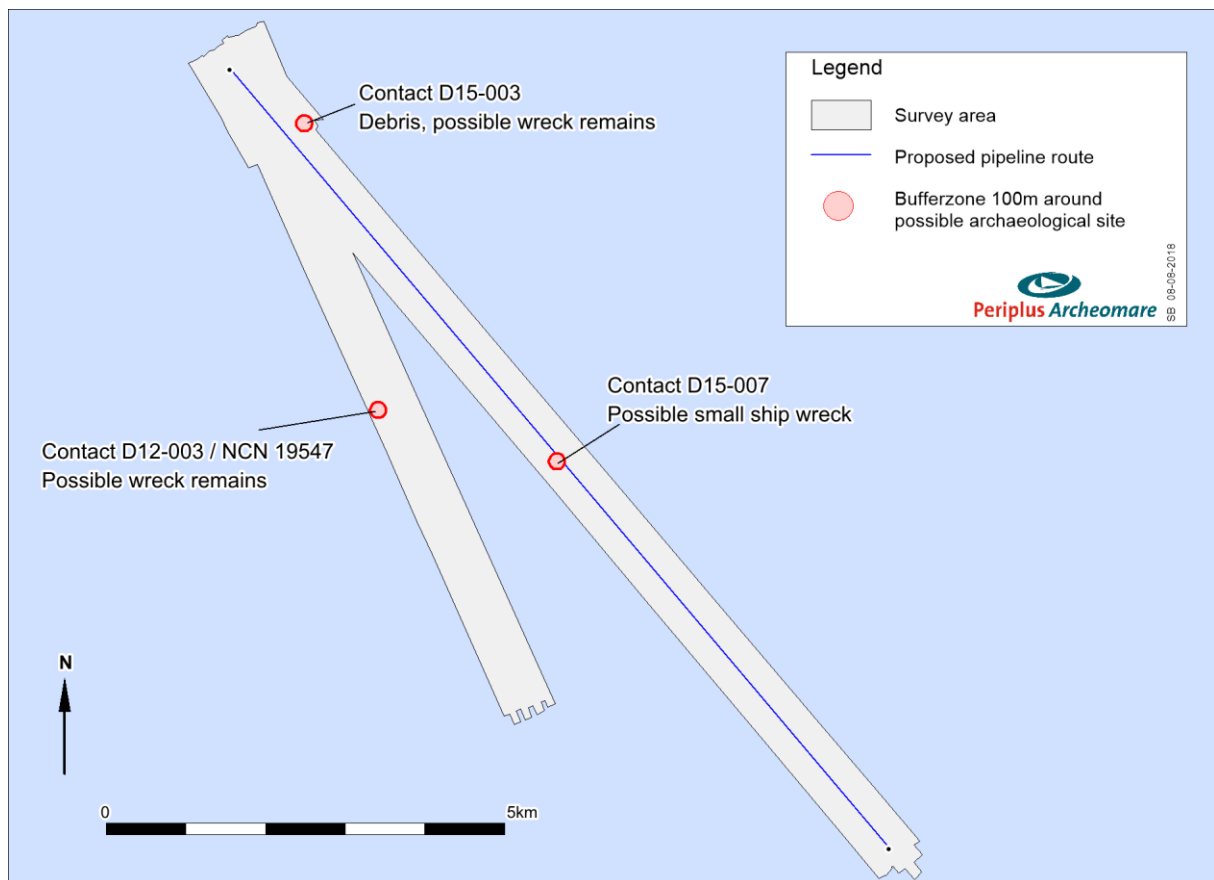 Legend
Survey area
Proposed pipeline route
Bufferzone 100m around
possible archaeological site
Periplus Archeomare
SB 08-08-2018
Contact D15-003
Debris, possible wreck remains
Contact D15-007
Possible small ship wreck
Contact D12-003 / NCN 19547
Possible wreck remains
N
0
5km